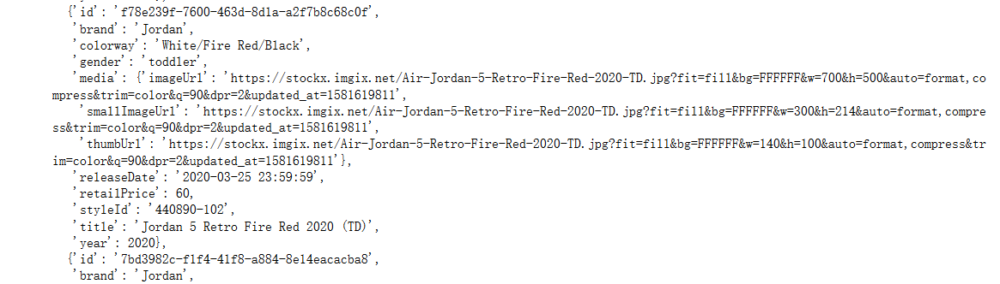 {'id': 'f78e239f-7600-463d-8d1a-a2f7b8c68c0f',
'brand': 'Jordan',
'colorway': 'White/Fire Red/Black',
'gender': 'toddler',
'media': {'imageUrl': 'https://stockx.imgix.net/Air-Jordan-5-Retro-Fire-Red-2020-TD.jpg?fit=fill&bg=FFFFFF&w=700&h=500&auto=format,co
mpress&trim=color&q=90&dpr=2&updated_at=1581619811',
'smallImageUrl': 'https://stockx.imgix.net/Air-Jordan-5-Retro-Fire-Red-2020-TD.jpg?fit=fill&bg=FFFFFF&w=300&h=214&auto=format,compre
ss&trim=color&q=90&dpr=2&updated_at=1581619811',
'thumbUrl': 'https://stockx.imgix.net/Air-Jordan-5-Retro-Fire-Red-2020-TD.jpg?fit=fill&bg=FFFFFF&w=140&h=100&auto=format,compress&tr
im=color&q=90&dpr=2&updated_at=1581619811'},
'releaseDate': '2020-03-25 23:59:59',
'retailPrice': 60,
'styleId': '440890-102',
'title': 'Jordan 5 Retro Fire Red 2020 (TD)',
'year': 2020},
{'id': '7bd3982c-f1f4-41f8-a884-8e14eacacba8',
'brand': 'Jordan',